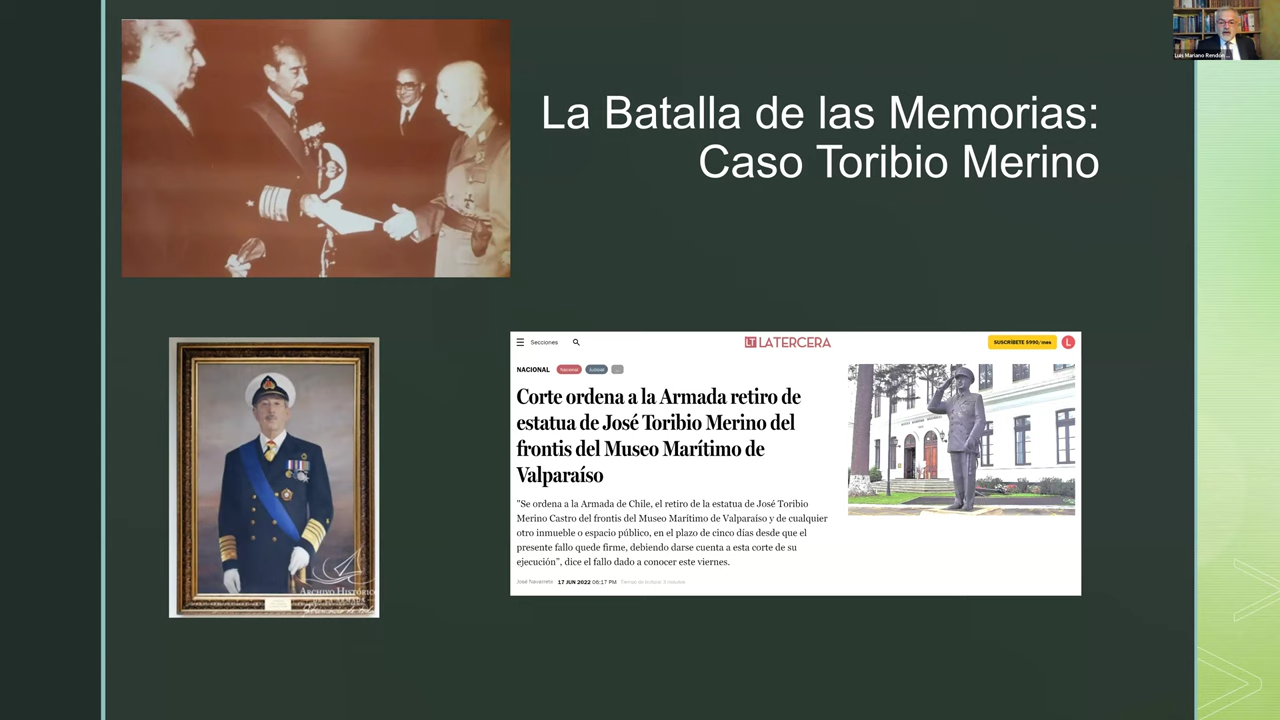 Luis Mariano Rendón ...
La Batalla de las Memorias:
Caso Toribio Merino
ARCHIVO HISTÓRICO
Secciones
LT LATERCERA
SUSCRÍBETE $990/mes
L
NACIONAL
Nacional
Judicial
...
Corte ordena a la Armada retiro de
estatua de José Toribio Merino del
frontis del Museo Marítimo de
Valparaíso
"Se ordena a la Armada de Chile, el retiro de la estatua de José Toribio
Merino Castro del frontis del Museo Marítimo de Valparaíso y de cualquier
otro inmueble o espacio público, en el plazo de cinco días desde que el
presente fallo quede firme, debiendo darse cuenta a esta corte de su
ejecución", dice el fallo dado a conocer este viernes.
José Navarrete 17 JUN 2022 06:17 PM Tiempo de lectura: 3 minutos